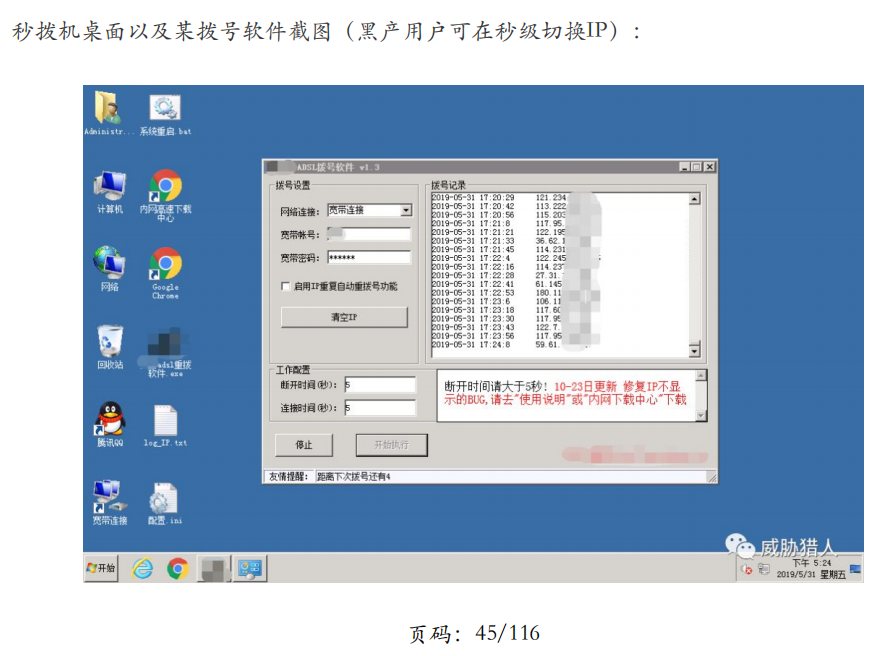 秒拨机桌面以及某拨号软件截图（黑产用户可在秒级切换IP）：
Administr...
系统重启.bat
计算机
内网高速下载
中心
网络
Google
Chrome
回收站
adsl重拨
软件.exe
腾讯QQ
log_IP.txt
宽带连接
配置.ini
ADSL拨号软件 v1.3
拨号设置
网络连接：
宽带连接
宽带帐号：
宽带密码：
******
启用IP重复自动重拨号功能
清空IP
拨号记录
2019-05-31 17:20:29 121.234
2019-05-31 17:20:42 113.222
2019-05-31 17:20:56 115.203
2019-05-31 17:21:8 117.95.
2019-05-31 17:21:21 122.195
2019-05-31 17:21:33 36.62.1
2019-05-31 17:21:45 114.231
2019-05-31 17:22:4 122.245
2019-05-31 17:22:16 114.23
2019-05-31 17:22:28 27.31.
2019-05-31 17:22:41 61.145
2019-05-31 17:22:53 180.11
2019-05-31 17:23:6 106.11
2019-05-31 17:23:18 117.60
2019-05-31 17:23:30 117.95
2019-05-31 17:23:43 122.7.
2019-05-31 17:23:56 117.95
2019-05-31 17:24:8 59.61.
工作配置
断开时间(秒)：
5
连接时间(秒)：
5
断开时间请大于5秒！10-23日更新 修复IP不显
示的BUG,请去"使用说明"或"内网下载中心"下载
停止
开始执行
友情提醒：
距离下次拨号还有4
威胁猎人
开始
下午 5:24
2019/5/31 星期五
页码：45/116